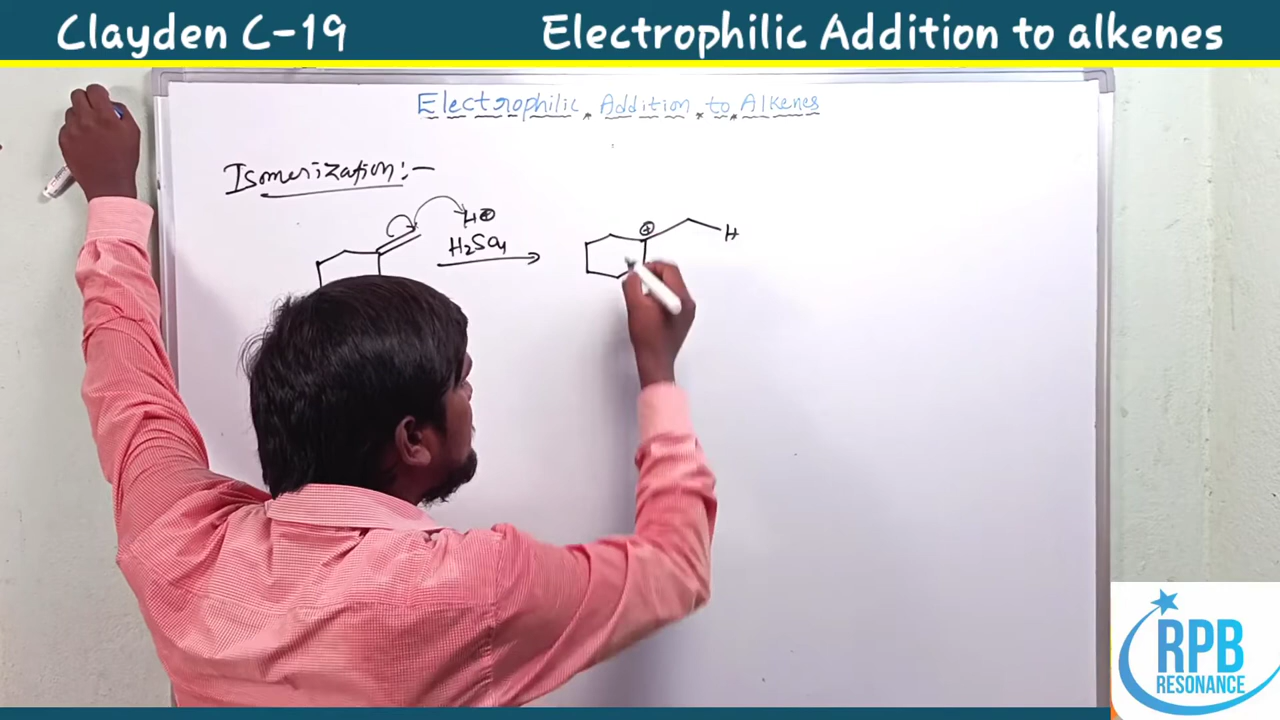 Clayden C-19
Electrophilic Addition to alkenes
Electrophilic Addition to Alkenes
Isomerization:-
H⊕
H₂SO₄
⊕
H
RPB
RESONANCE